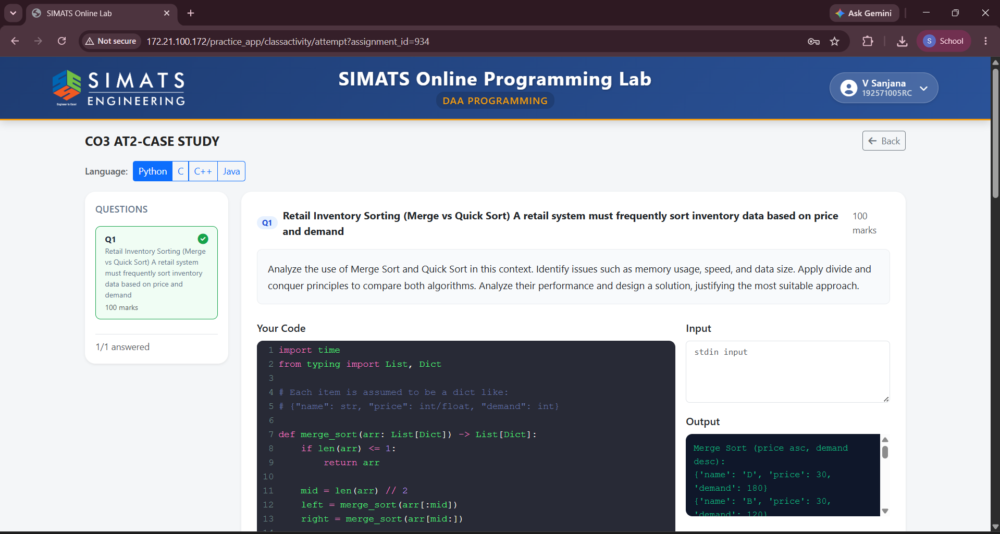 SIMATS Online Lab
Ask Gemini
Not secure
172.21.100.172/practice_app/classactivity/attempt?assignment_id=934
S
School
SIMATS
ENGINEERING
Engineer to Excel
SIMATS Online Programming Lab
DAA PROGRAMMING
V Sanjana
192571005RC
CO3 AT2-CASE STUDY
Back
Language:
Python
C
C++
Java
QUESTIONS
Q1
Retail Inventory Sorting (Merge
vs Quick Sort) A retail system
must frequently sort inventory
data based on price and
demand
100 marks
1/1 answered
Q1
Retail Inventory Sorting (Merge vs Quick Sort) A retail system must frequently sort inventory data based on price
and demand
100
marks
Analyze the use of Merge Sort and Quick Sort in this context. Identify issues such as memory usage, speed, and data size. Apply divide and
conquer principles to compare both algorithms. Analyze their performance and design a solution, justifying the most suitable approach.
Your Code
1 import time
2 from typing import List, Dict
3
4 # Each item is assumed to be a dict like:
5 # {"name": str, "price": int/float, "demand": int}
6
7 def merge_sort(arr: List[Dict]) -> List[Dict]:
8     if len(arr) <= 1:
9         return arr
10
11     mid = len(arr) // 2
12     left = merge_sort(arr[:mid])
13     right = merge_sort(arr[mid:])
14
Input
stdin input
Output
Merge Sort (price asc, demand
desc):
{'name': 'D', 'price': 30,
'demand': 180}
{'name': 'B', 'price': 30,
'demand': 120}